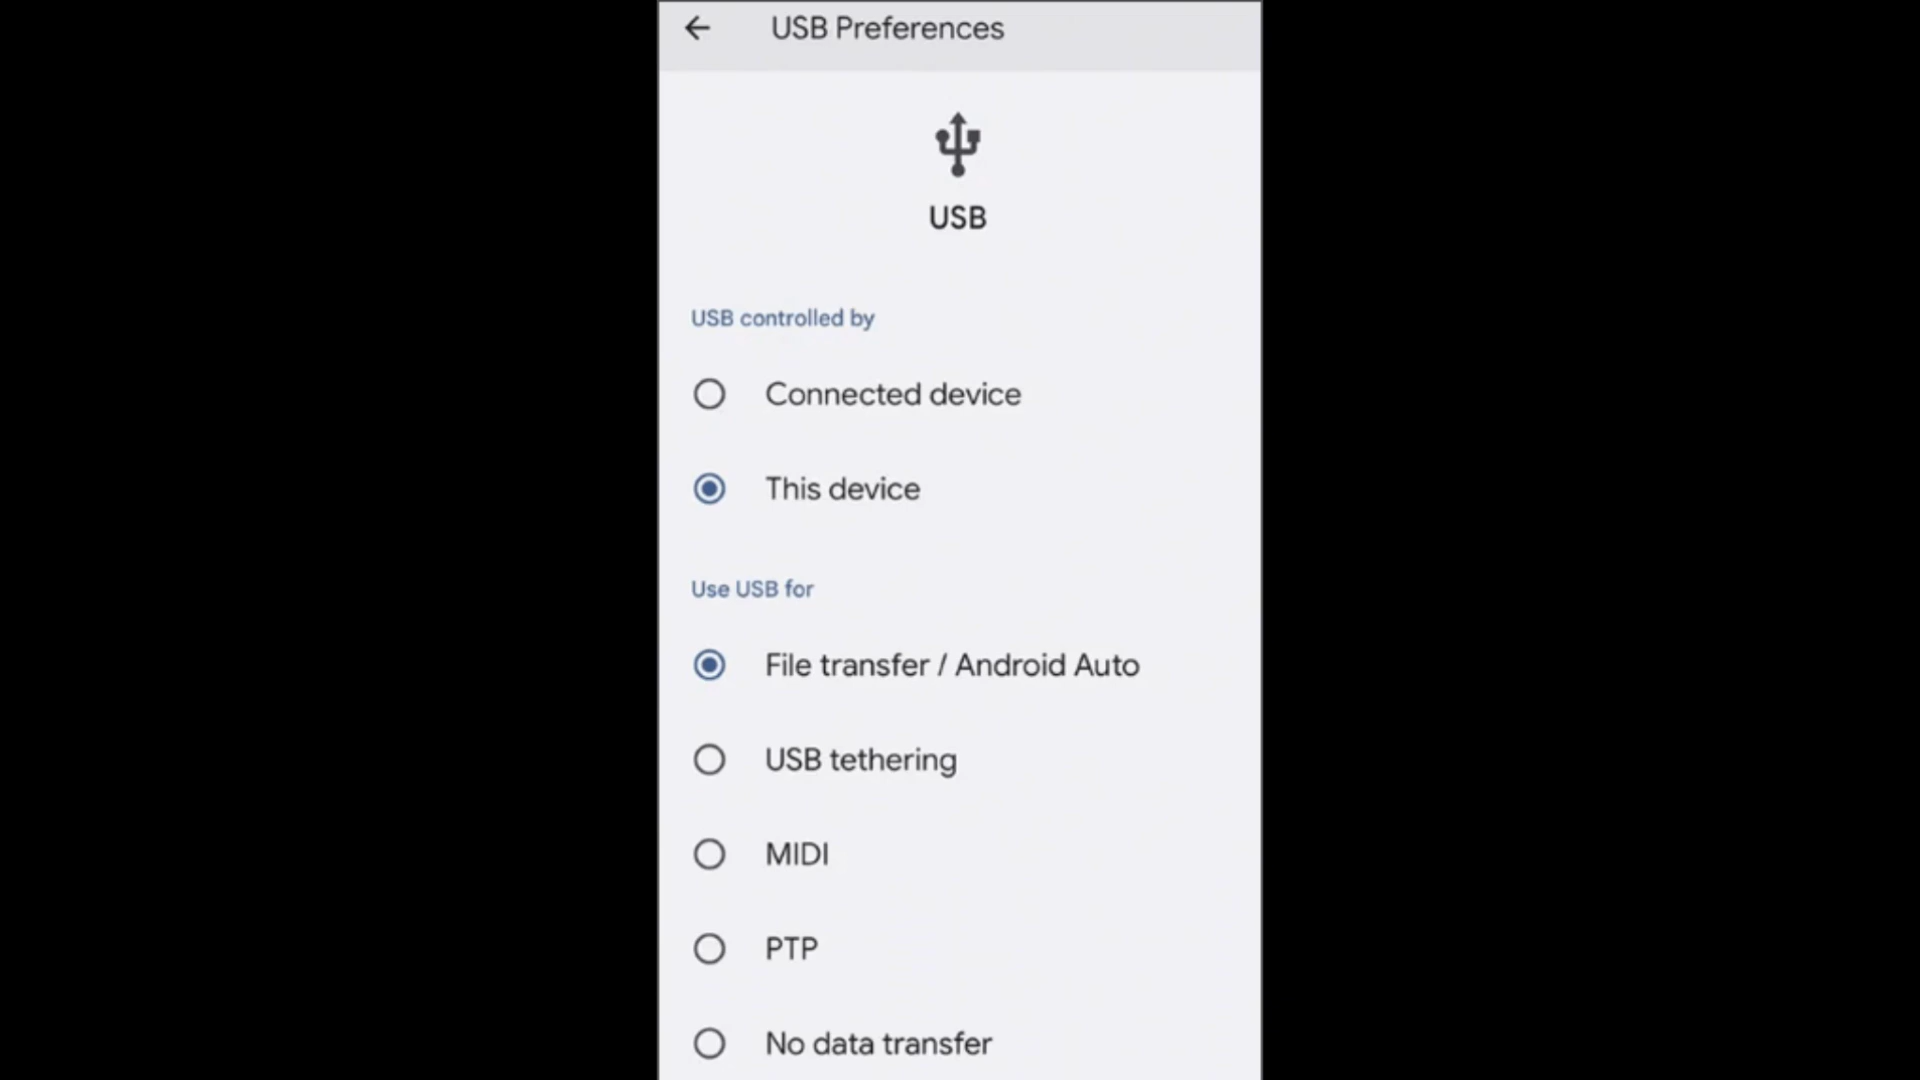 USB Preferences
USB
USB controlled by
Connected device
This device
Use USB for
File transfer / Android Auto
USB tethering
MIDI
PTP
No data transfer